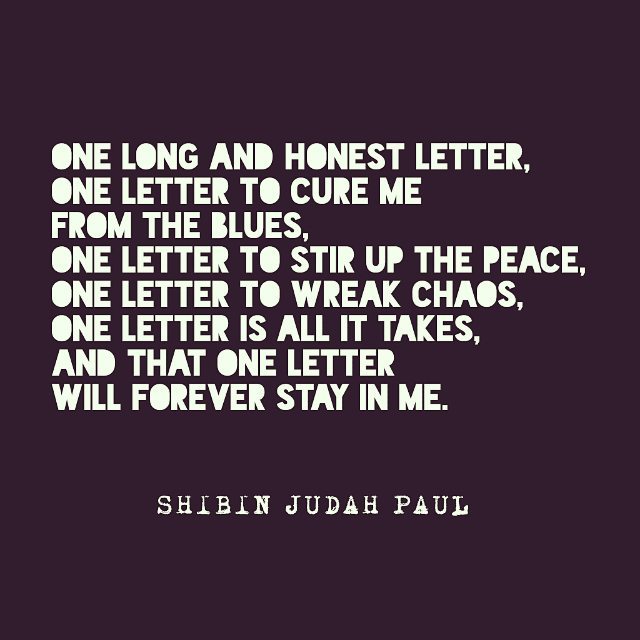 ONE LONG AND HONEST LETTER,
ONE LETTER TO CURE ME
FROM THE BLUES,
ONE LETTER TO STIR UP THE PEACE,
ONE LETTER TO WREAK CHAOS,
ONE LETTER IS ALL IT TAKES,
AND THAT ONE LETTER
WILL FOREVER STAY IN ME.
SHIBIN JUDAH PAUL